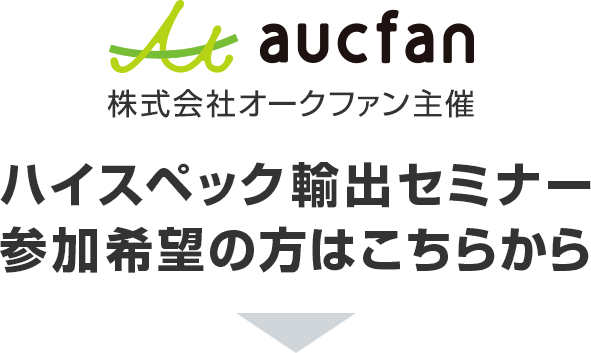 aucfan
株式会社オークファン主催
ハイスペック輸出セミナー
参加希望の方はこちらから